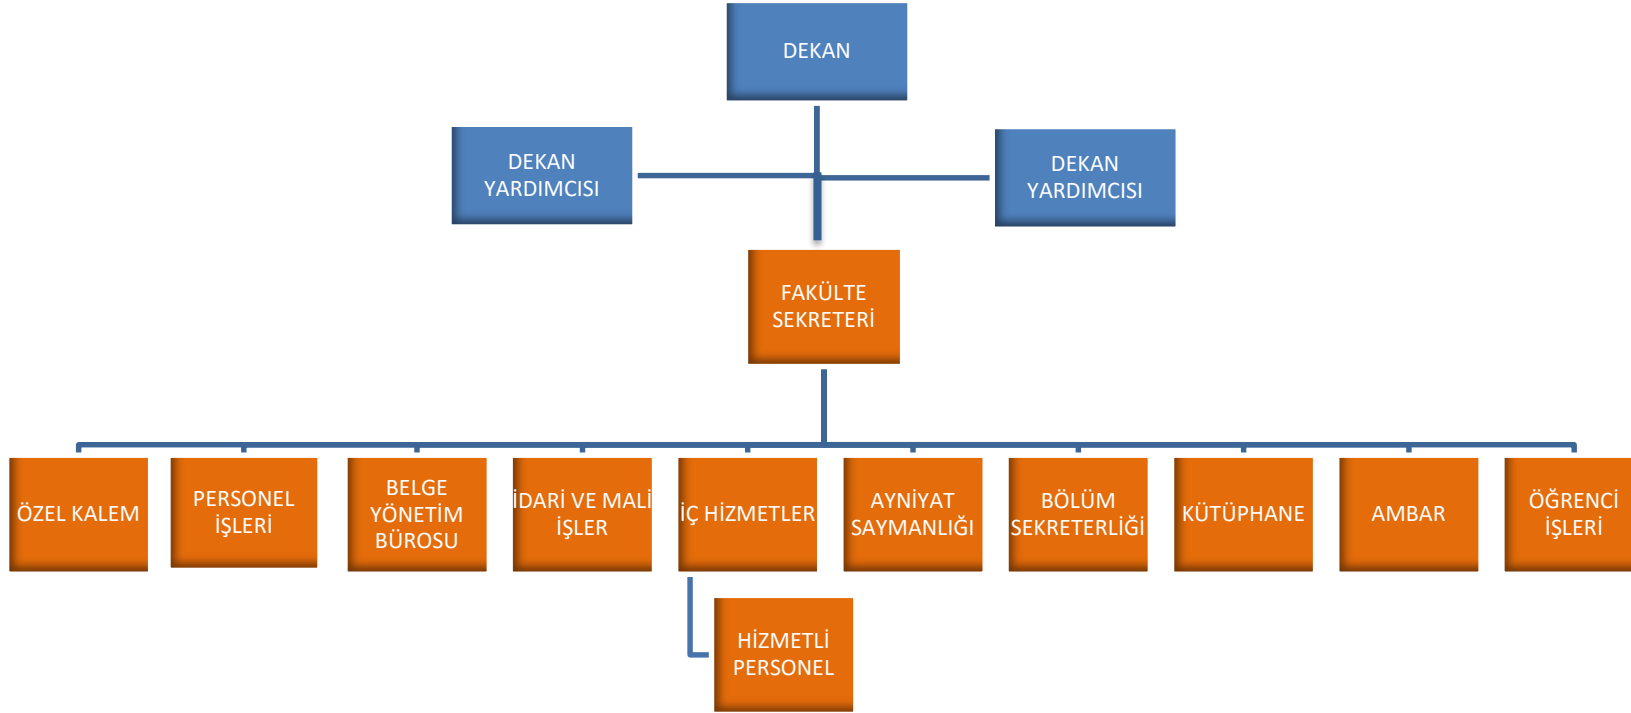 DEKAN
DEKAN
YARDIMCISI
DEKAN
YARDIMCISI
FAKÜLTE
SEKRETERİ
ÖZEL KALEM
PERSONEL
İŞLERİ
BELGE
YÖNETİM
BÜROSU
İDARİ VE MALİ
İŞLER
İÇ HİZMETLER
AYNİYAT
SAYMANLIĞI
BÖLÜM
SEKRETERLİĞİ
KÜTÜPHANE
AMBAR
ÖĞRENCİ
İŞLERİ
HİZMETLİ
PERSONEL